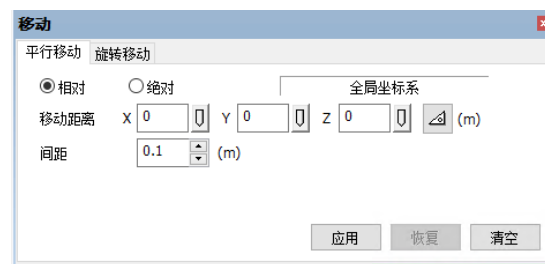 移动
平行移动 旋转移动
相对 绝对 全局坐标系
移动距离 X 0 Y 0 Z 0 (m)
间距 0.1 (m)
应用 恢复 清空